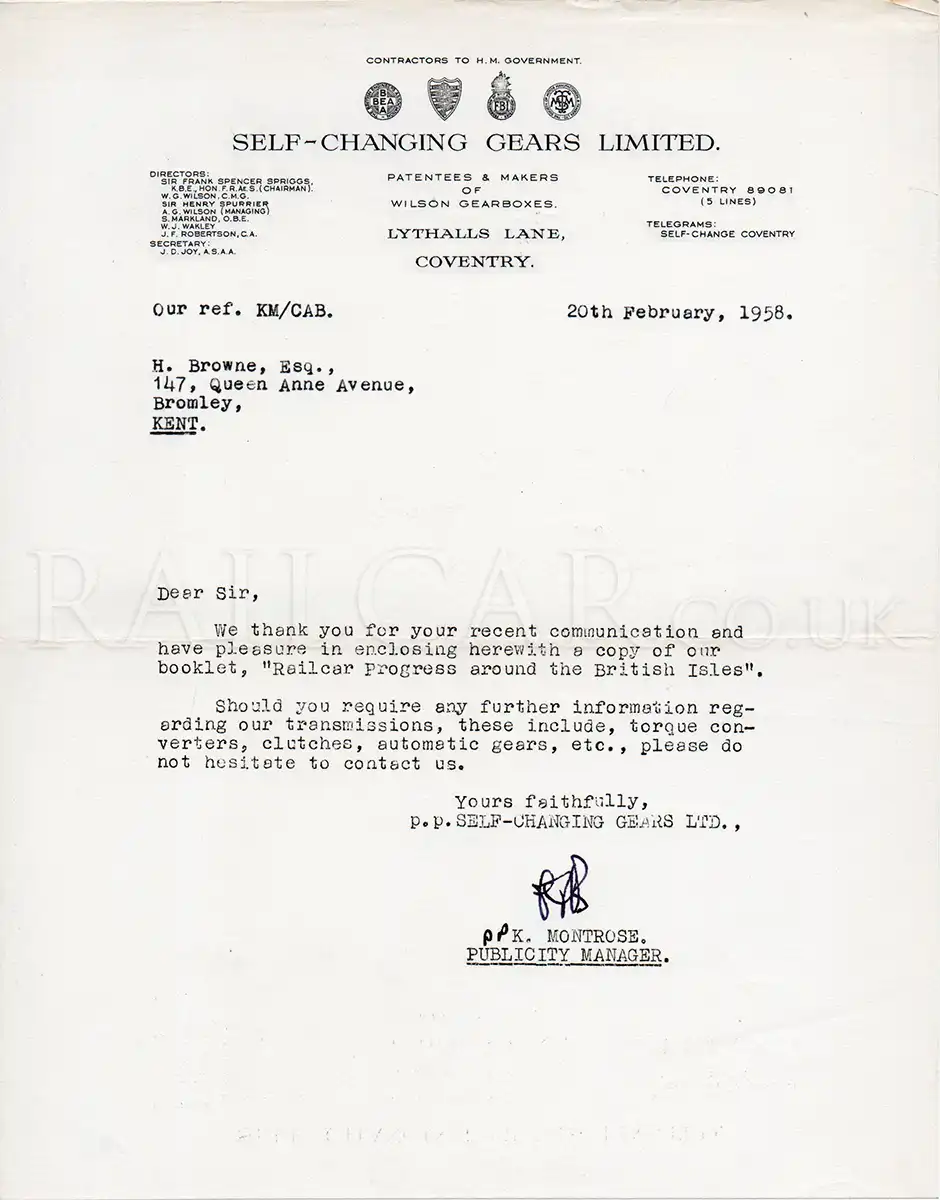 CONTRACTORS TO H.M. GOVERNMENT.
BEA
FBI
SELF-CHANGING GEARS LIMITED.
DIRECTORS:
SIR FRANK SPENCER SPRIGGS,
K.B.E., HON. F.R.Ae.S. (CHAIRMAN).
W. G. WILSON, C.M.G.
SIR HENRY SPURRIER
A. G. WILSON (MANAGING)
S. MARKLAND, O.B.E.
W. J. WAKLEY
J. F. ROBERTSON, C.A.
SECRETARY:
J. D. JOY, A.S.A.A.
PATENTEES & MAKERS
OF
WILSON GEARBOXES.
LYTHALLS LANE,
COVENTRY.
TELEPHONE:
COVENTRY 89081
(5 LINES)
TELEGRAMS:
SELF-CHANGE COVENTRY
Our ref. KM/CAB.
20th February, 1958.
H. Browne, Esq.,
147, Queen Anne Avenue,
Bromley,
KENT.
RAILCAR.co.uk
Dear Sir,
We thank you for your recent communication and
have pleasure in enclosing herewith a copy of our
booklet, "Railcar Progress around the British Isles".
Should you require any further information reg-
arding our transmissions, these include, torque con-
verters, clutches, automatic gears, etc., please do
not hesitate to contact us.
Yours faithfully,
p.p. SELF-CHANGING GEARS LTD.,
pp K. MONTROSE.
PUBLICITY MANAGER.